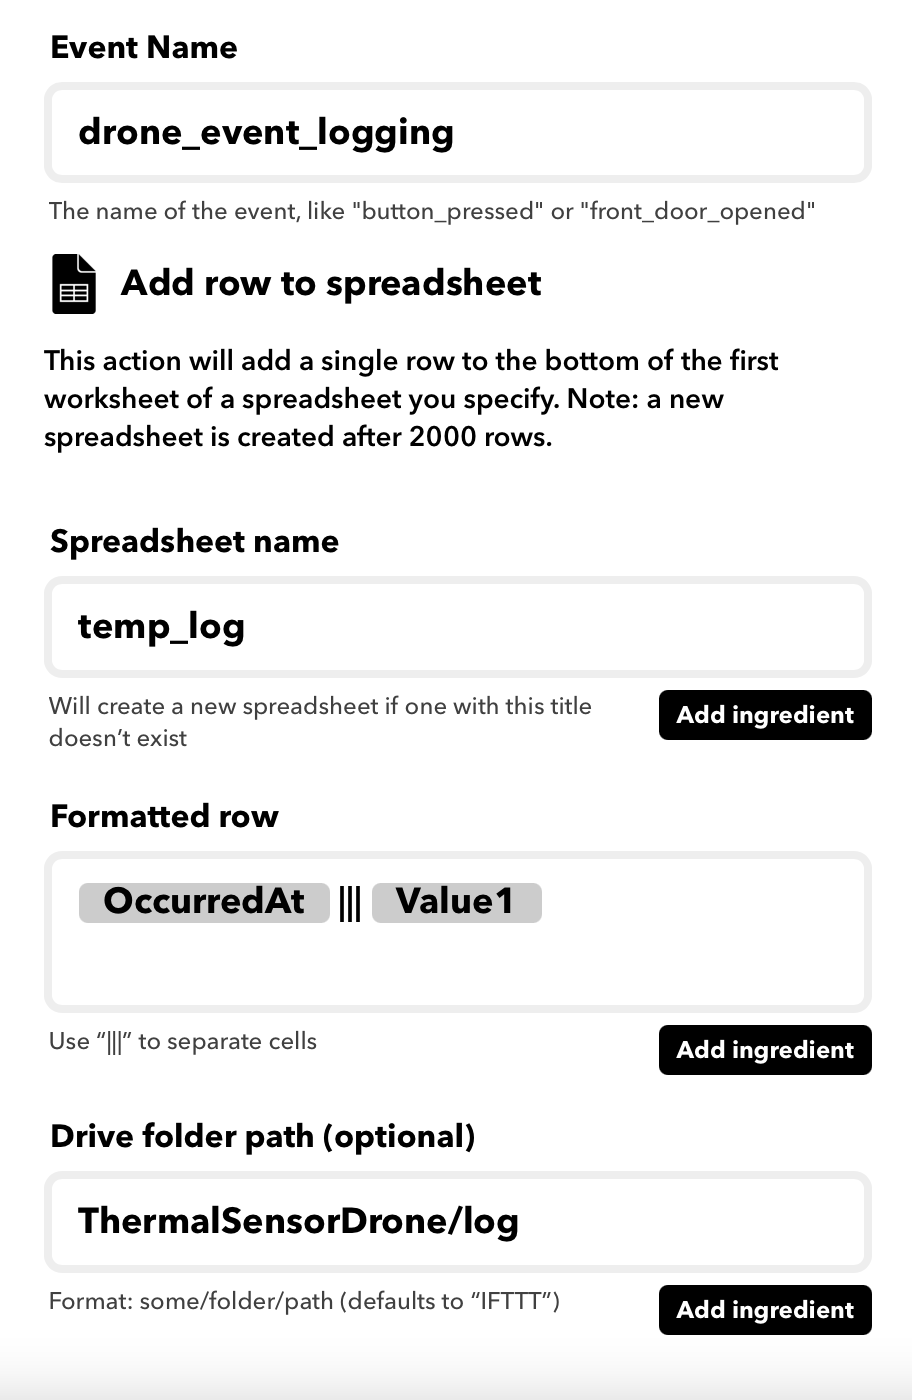 Event Name
drone_event_logging
The name of the event, like "button_pressed" or "front_door_opened"
Add row to spreadsheet
This action will add a single row to the bottom of the first
worksheet of a spreadsheet you specify. Note: a new
spreadsheet is created after 2000 rows.
Spreadsheet name
temp_log
Will create a new spreadsheet if one with this title
doesn’t exist
Add ingredient
Formatted row
OccurredAt ||| Value1
Use “|||” to separate cells
Add ingredient
Drive folder path (optional)
ThermalSensorDrone/log
Format: some/folder/path (defaults to “IFTTT”)
Add ingredient